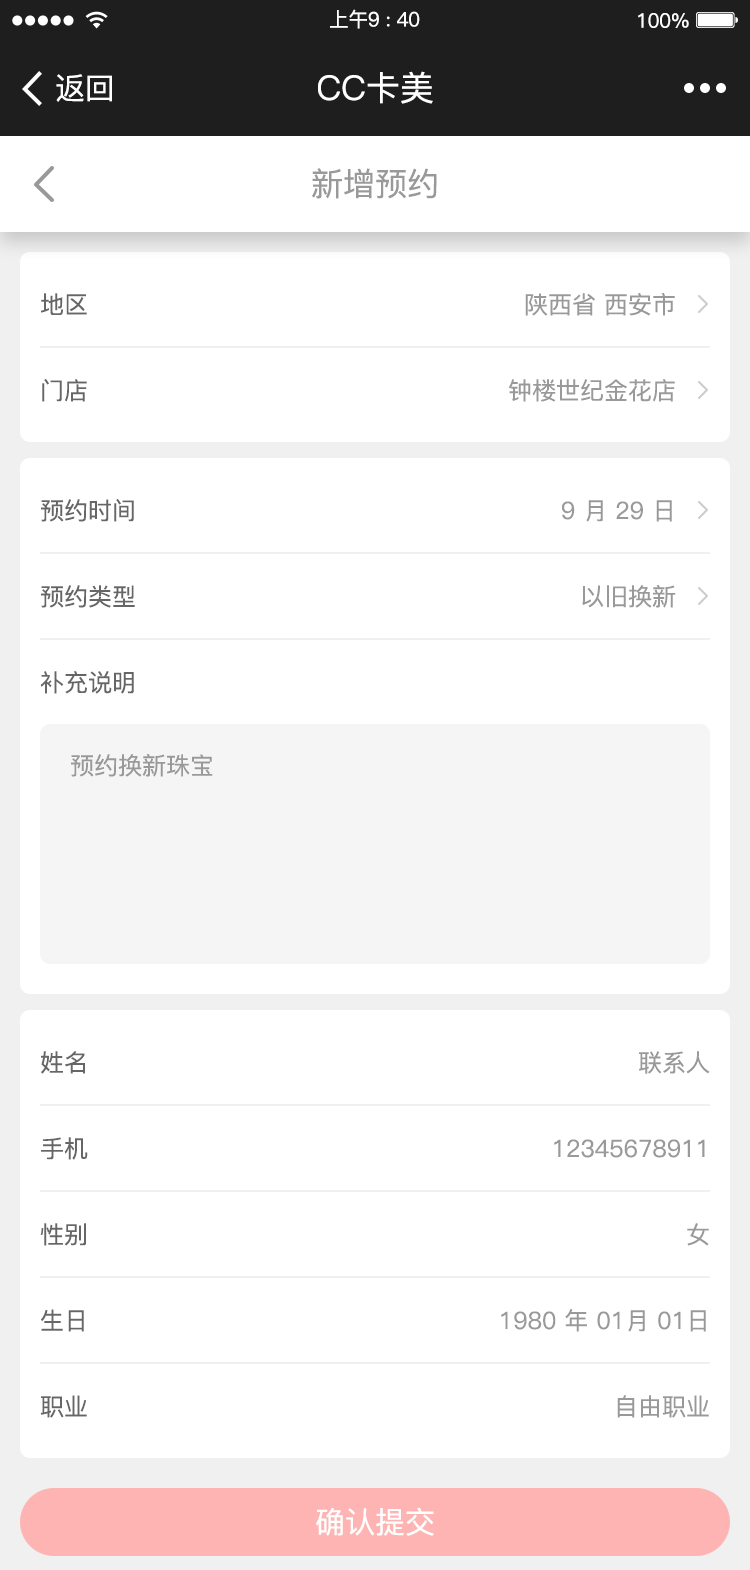 上午9 : 40
100%
返回
CC卡美
新增预约
地区
陕西省 西安市
门店
钟楼世纪金花店
预约时间
9 月 29 日
预约类型
以旧换新
补充说明
预约换新珠宝
姓名
联系人
手机
12345678911
性别
女
生日
1980 年 01月 01日
职业
自由职业
确认提交